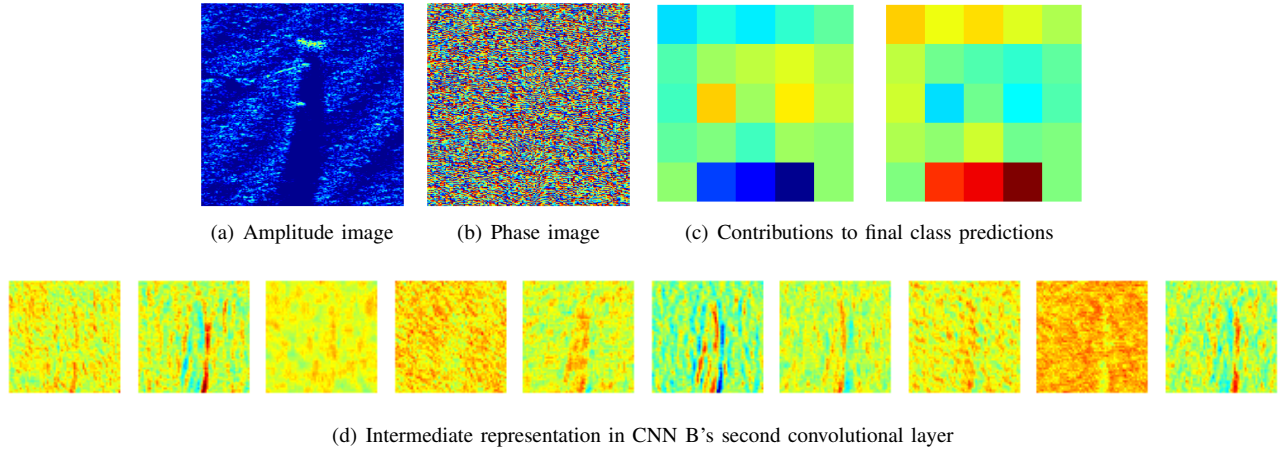 (a) Amplitude image
(b) Phase image
(c) Contributions to final class predictions
(d) Intermediate representation in CNN B's second convolutional layer